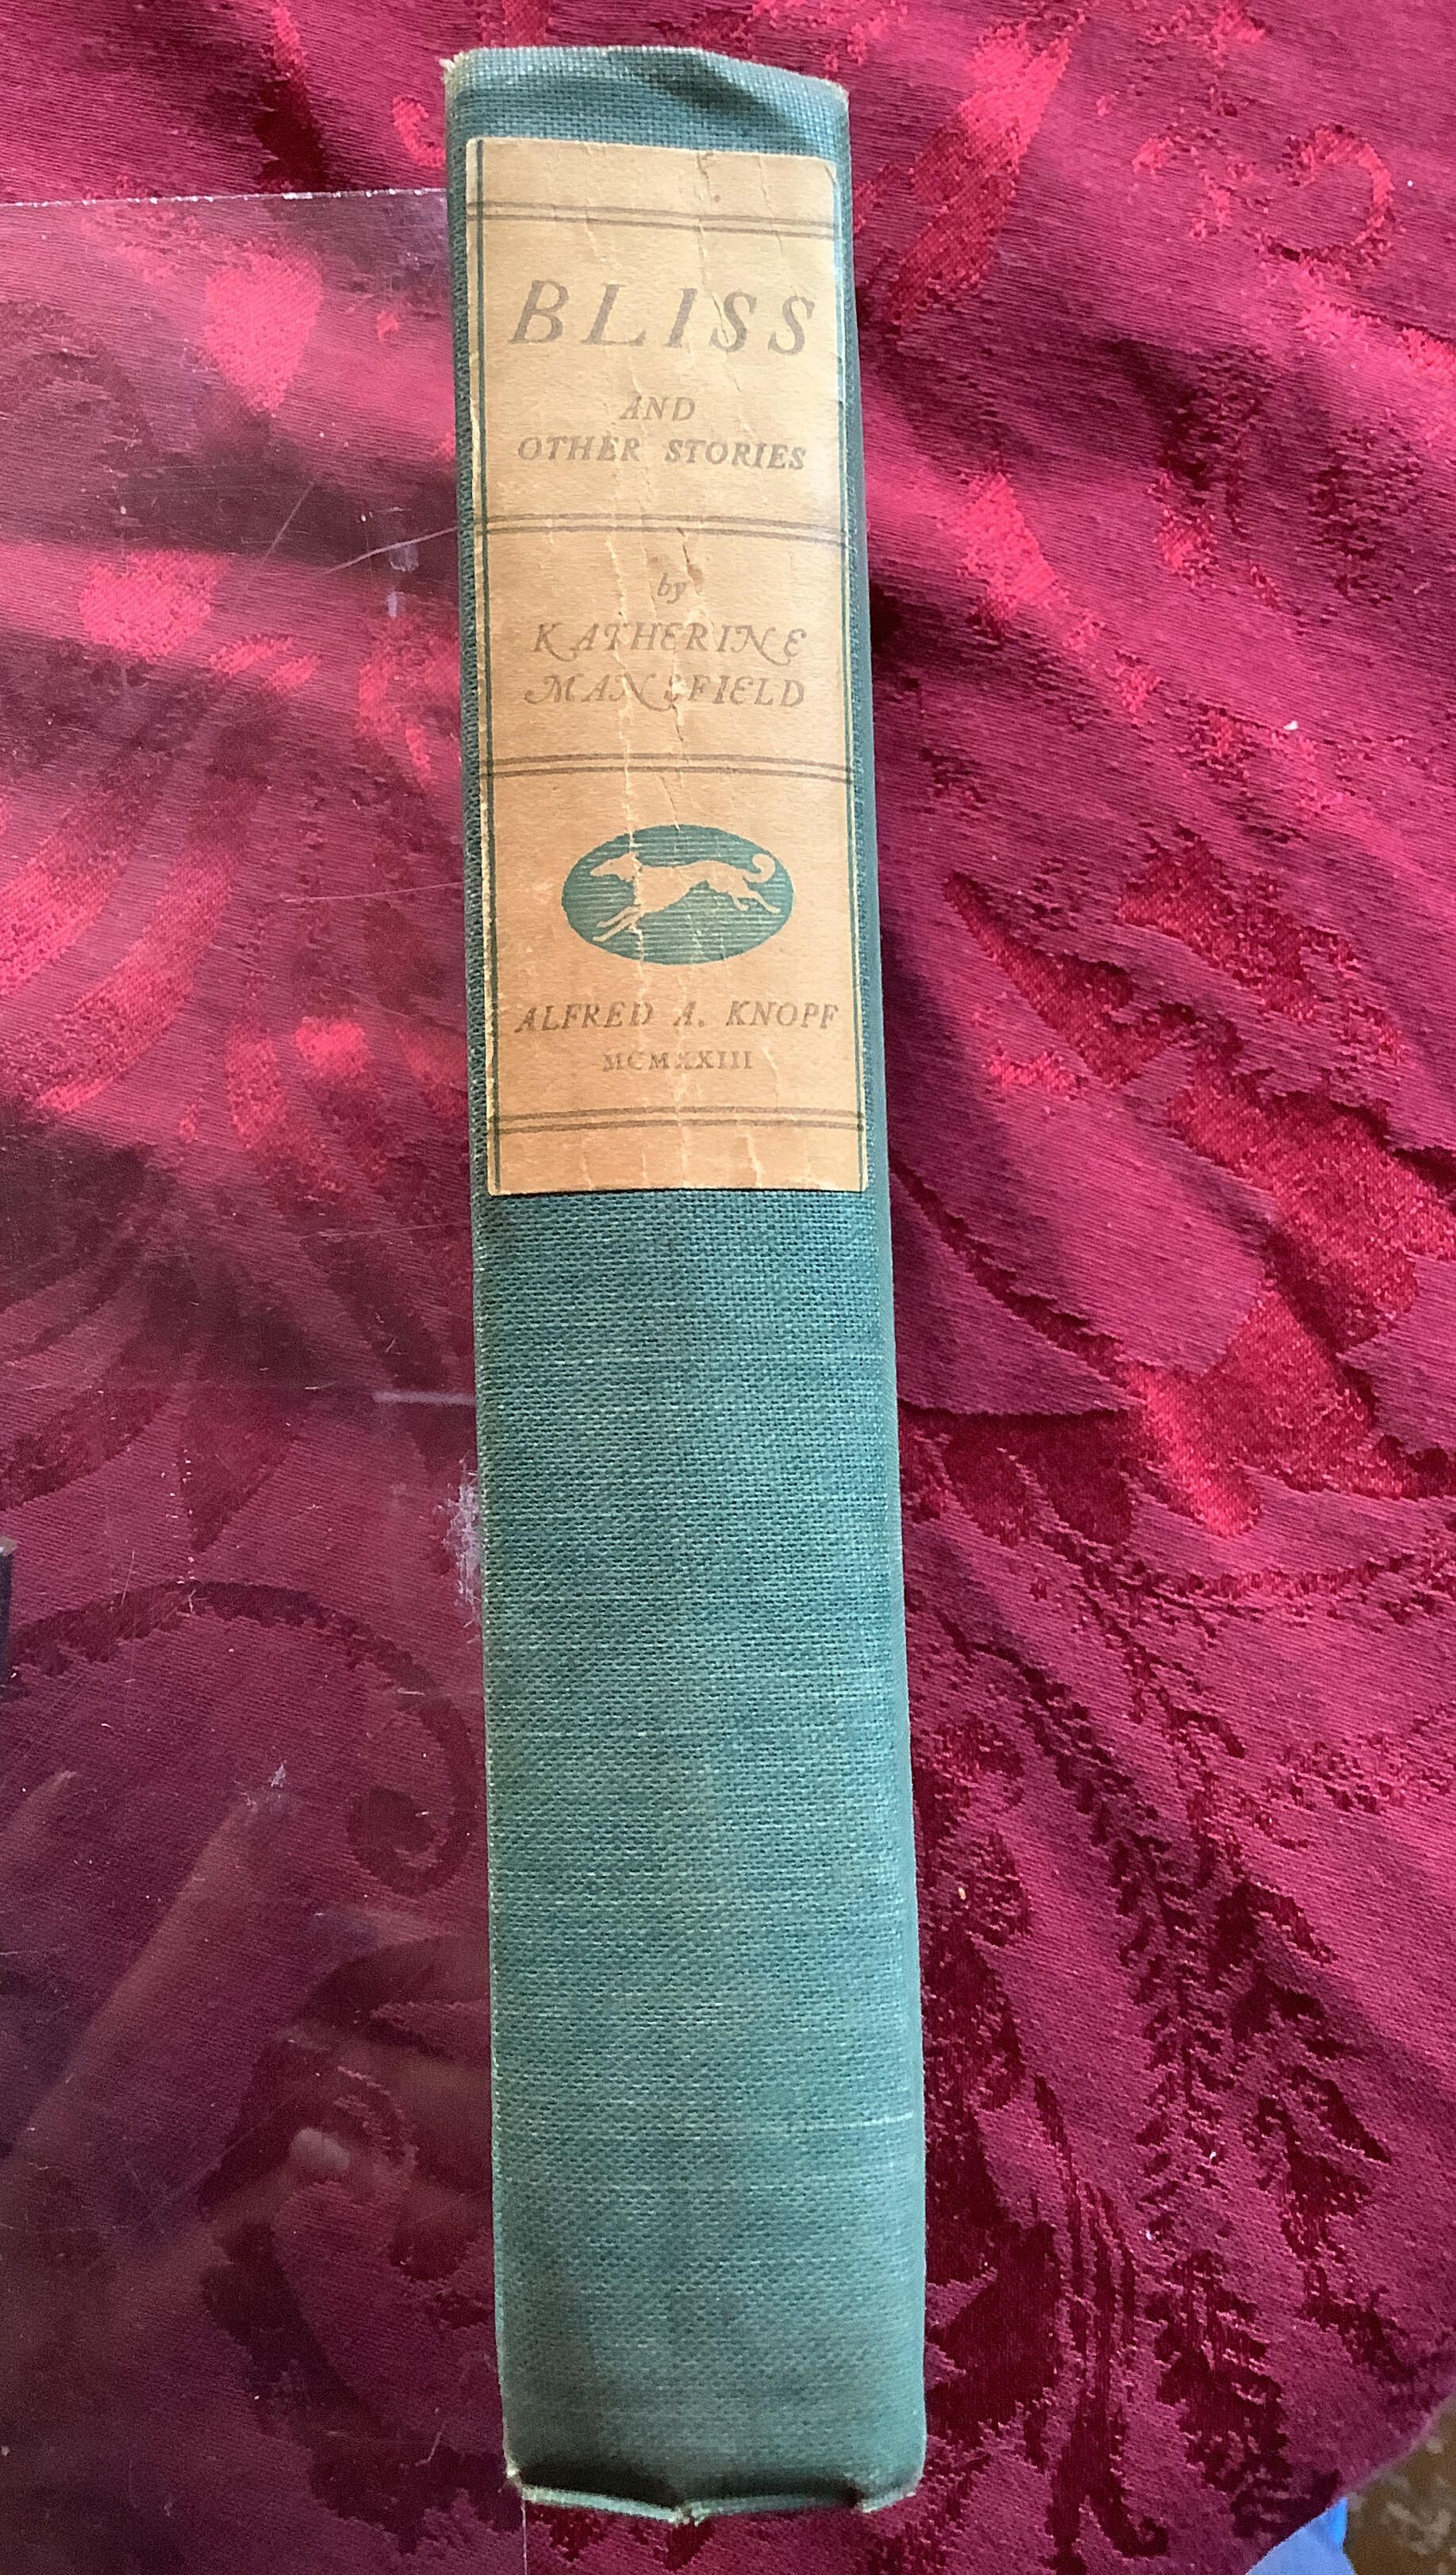 BLISS
AND
OTHER STORIES
by
KATHERINE
MANSFIELD
ALFRED A. KNOPF
MCMXXIII